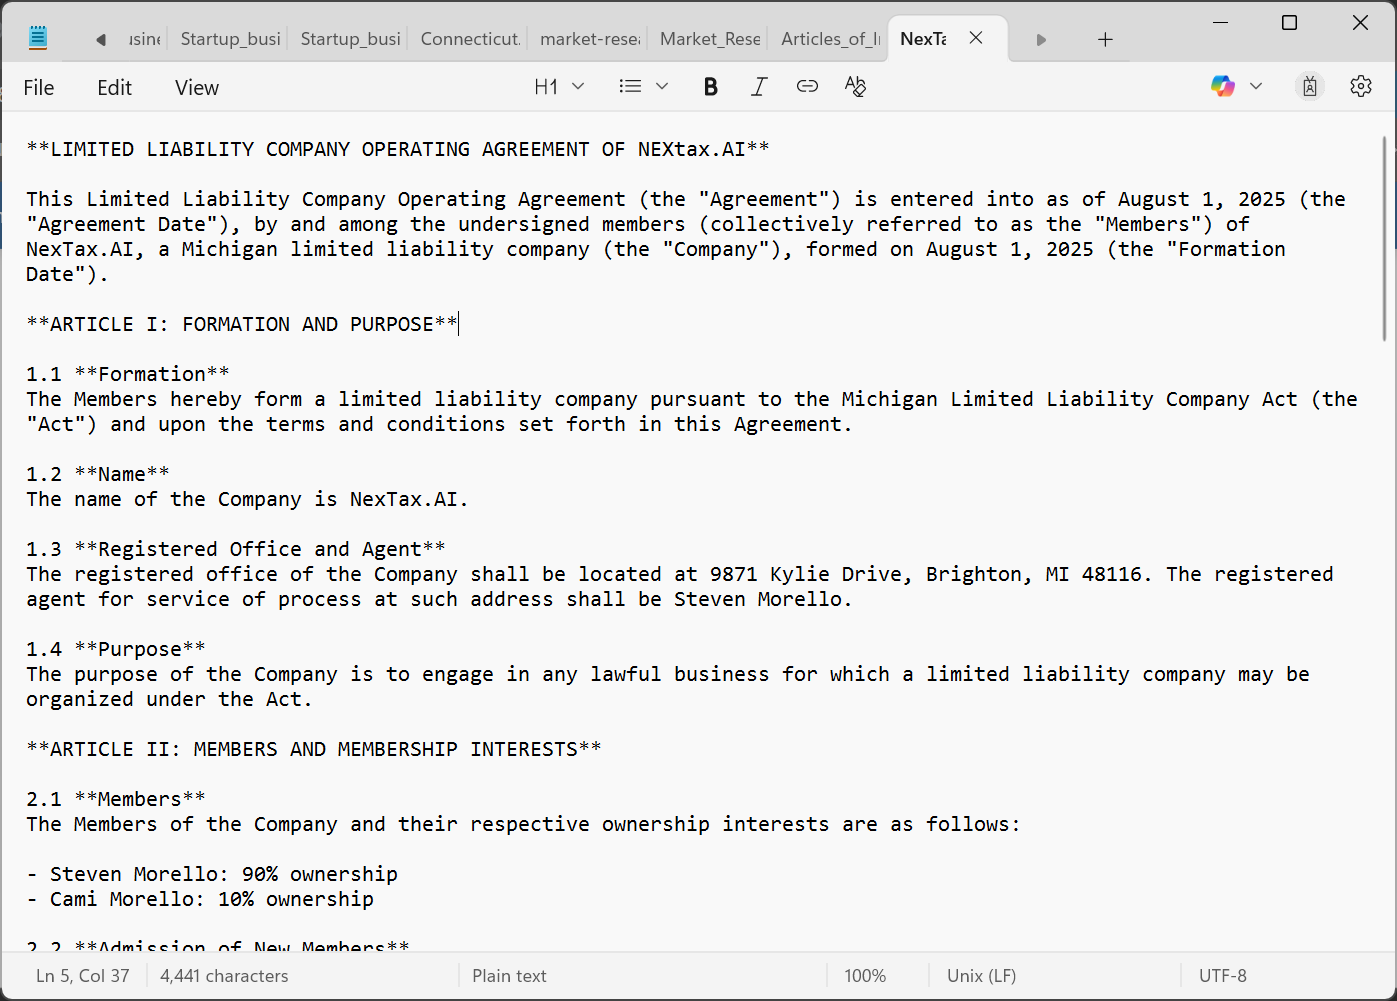 usine
Startup_busi
Startup_busi
Connecticut.
market-resea
Market_Rese
Articles_of_I
NexTa
File
Edit
View
H1
B
I
**LIMITED LIABILITY COMPANY OPERATING AGREEMENT OF NEXtax.AI**
This Limited Liability Company Operating Agreement (the "Agreement") is entered into as of August 1, 2025 (the
"Agreement Date"), by and among the undersigned members (collectively referred to as the "Members") of
NexTax.AI, a Michigan limited liability company (the "Company"), formed on August 1, 2025 (the "Formation
Date").
**ARTICLE I: FORMATION AND PURPOSE**
1.1 **Formation**
The Members hereby form a limited liability company pursuant to the Michigan Limited Liability Company Act (the
"Act") and upon the terms and conditions set forth in this Agreement.
1.2 **Name**
The name of the Company is NexTax.AI.
1.3 **Registered Office and Agent**
The registered office of the Company shall be located at 9871 Kylie Drive, Brighton, MI 48116. The registered
agent for service of process at such address shall be Steven Morello.
1.4 **Purpose**
The purpose of the Company is to engage in any lawful business for which a limited liability company may be
organized under the Act.
**ARTICLE II: MEMBERS AND MEMBERSHIP INTERESTS**
2.1 **Members**
The Members of the Company and their respective ownership interests are as follows:
- Steven Morello: 90% ownership
- Cami Morello: 10% ownership
2.2 **Admission of New Members**
Ln 5, Col 37
4,441 characters
Plain text
100%
Unix (LF)
UTF-8